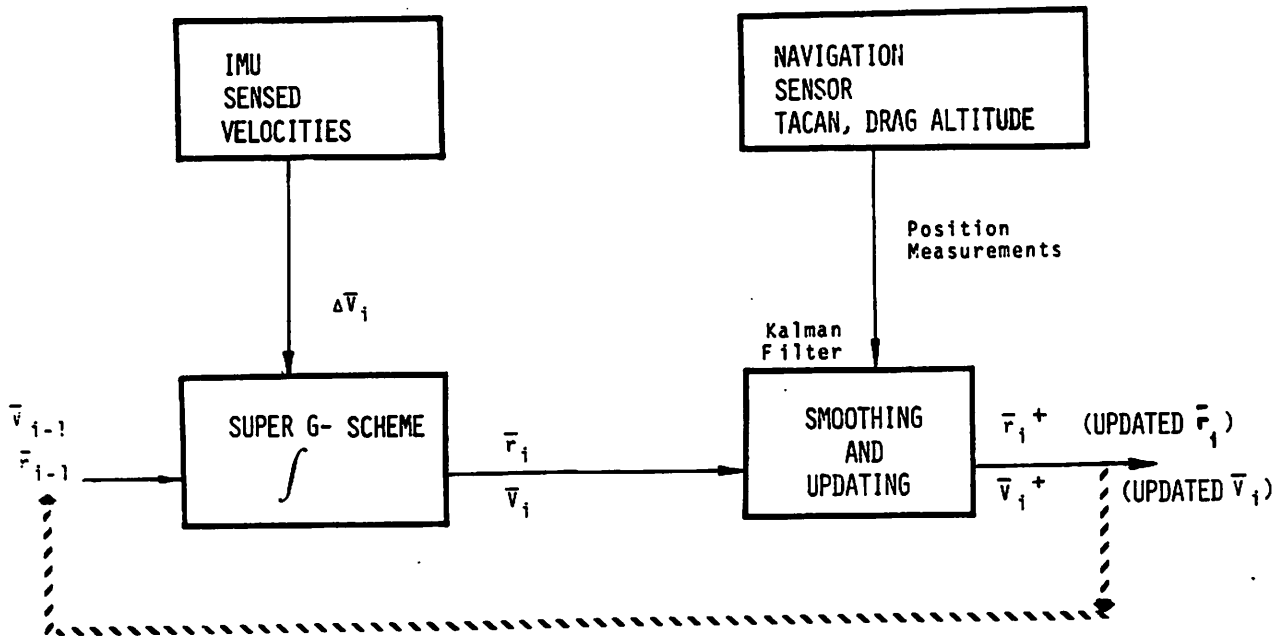 IMU
SENSED
VELOCITIES
NAVIGATION
SENSOR
TACAN, DRAG ALTITUDE
Position
Measurements
ΔV̅ᵢ
Kalman
Filter
v̅ᵢ₋₁
r̅ᵢ₋₁
SUPER G- SCHEME
∫
r̅ᵢ
V̅ᵢ
SMOOTHING
AND
UPDATING
r̅ᵢ⁺ (UPDATED r̅ᵢ)
V̅ᵢ⁺ (UPDATED V̅ᵢ)